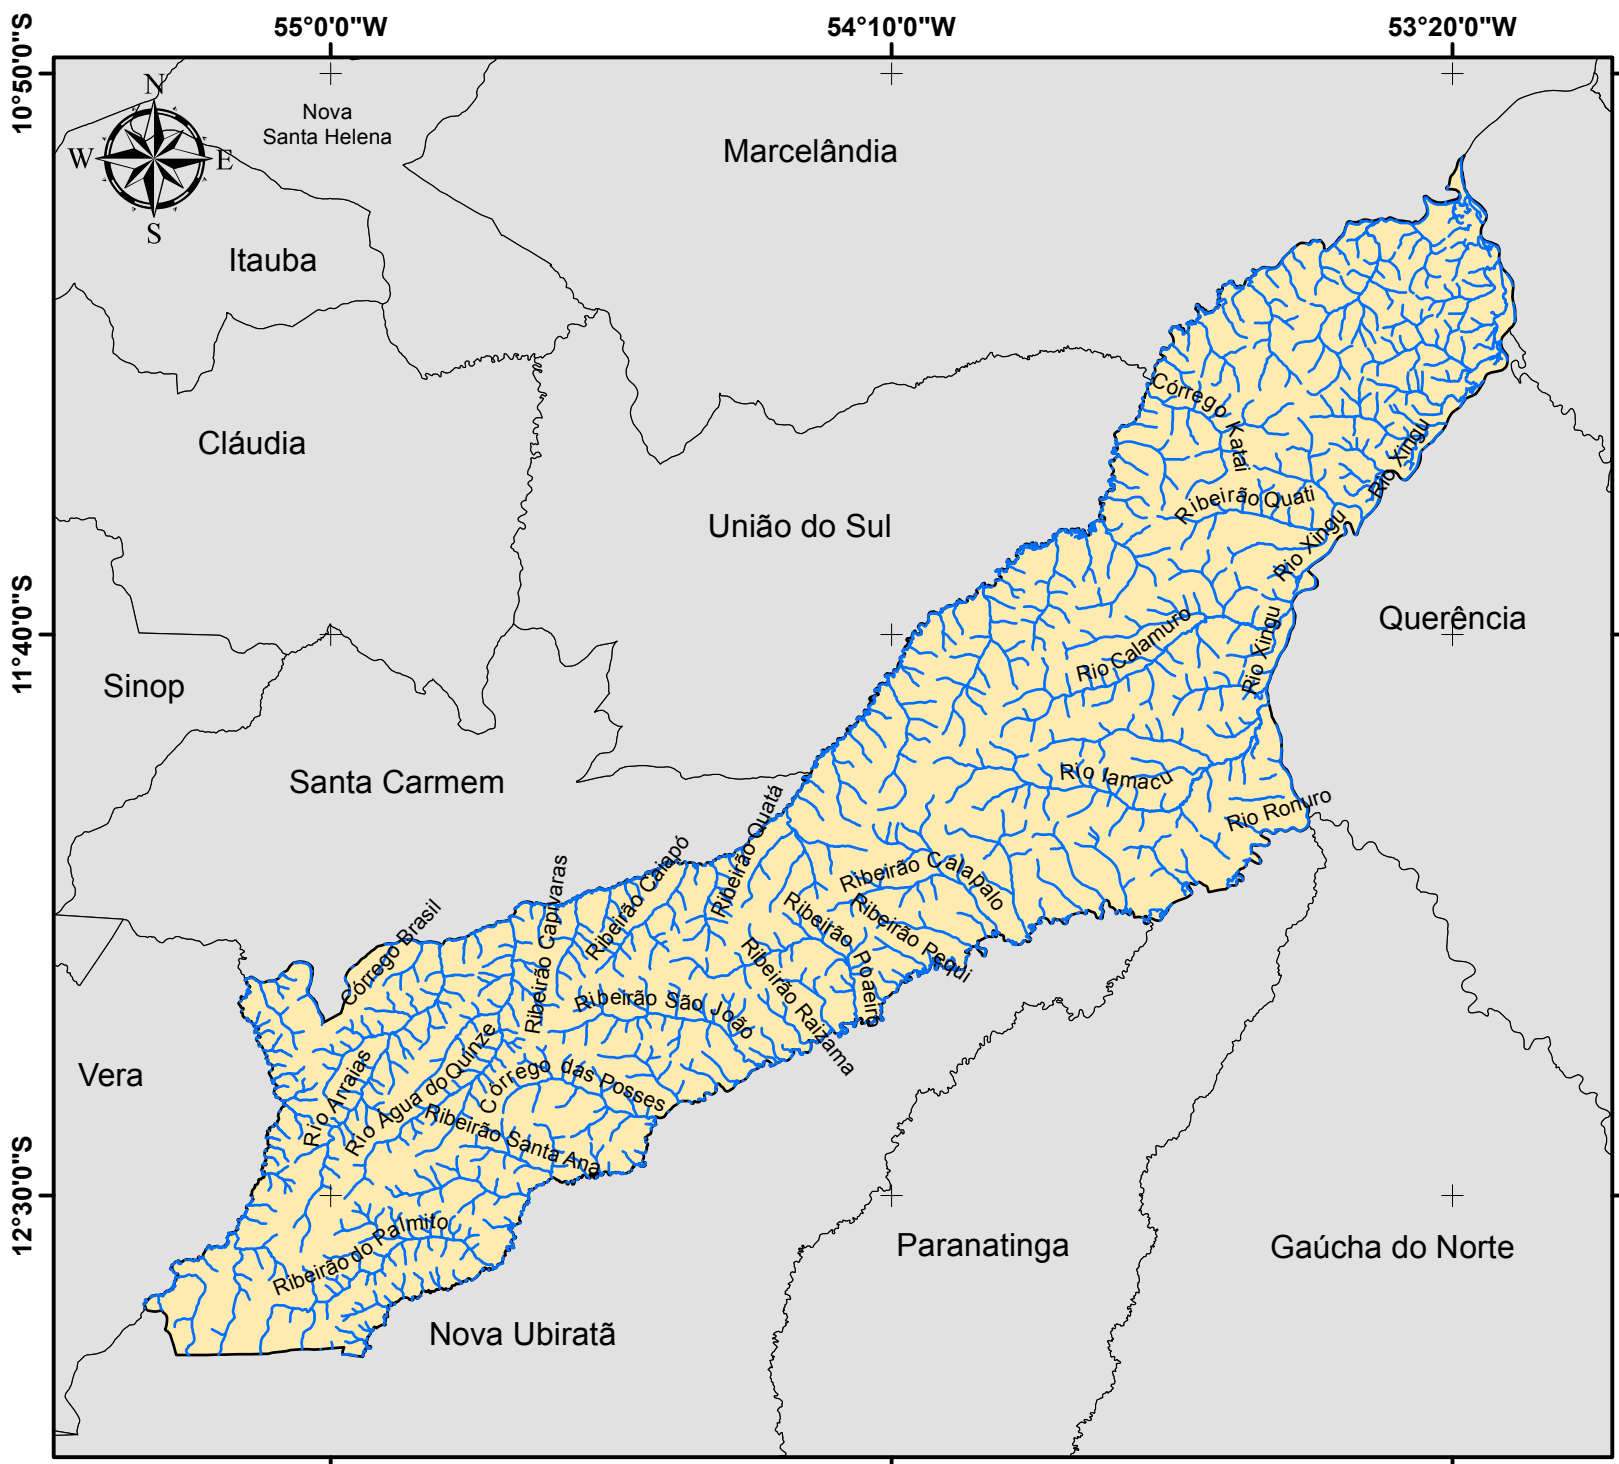 55°0'0"W
54°10'0"W
53°20'0"W
10°50'0"S
11°40'0"S
12°30'0"S
N
W
E
S
Nova
Santa Helena
Marcelândia
Itauba
Cláudia
União do Sul
Querência
Sinop
Santa Carmem
Vera
Paranatinga
Gaúcha do Norte
Nova Ubiratã
Córrego Katai
Rio Xingu
Ribeirão Quati
Rio Xingu
Rio Calamuro
Rio Xingu
Rio Iamacu
Rio Ronuro
Ribeirão Quatá
Ribeirão Caiapó
Ribeirão Capivaras
Córrego Brasil
Ribeirão Calapalo
Ribeirão Pequi
Ribeirão Poaeiro
Ribeirão Raizama
Ribeirão São João
Córrego das Posses
Rio Água do Quinze
Rio Arraias
Ribeirão Santa Ana
Ribeirão do Palmito